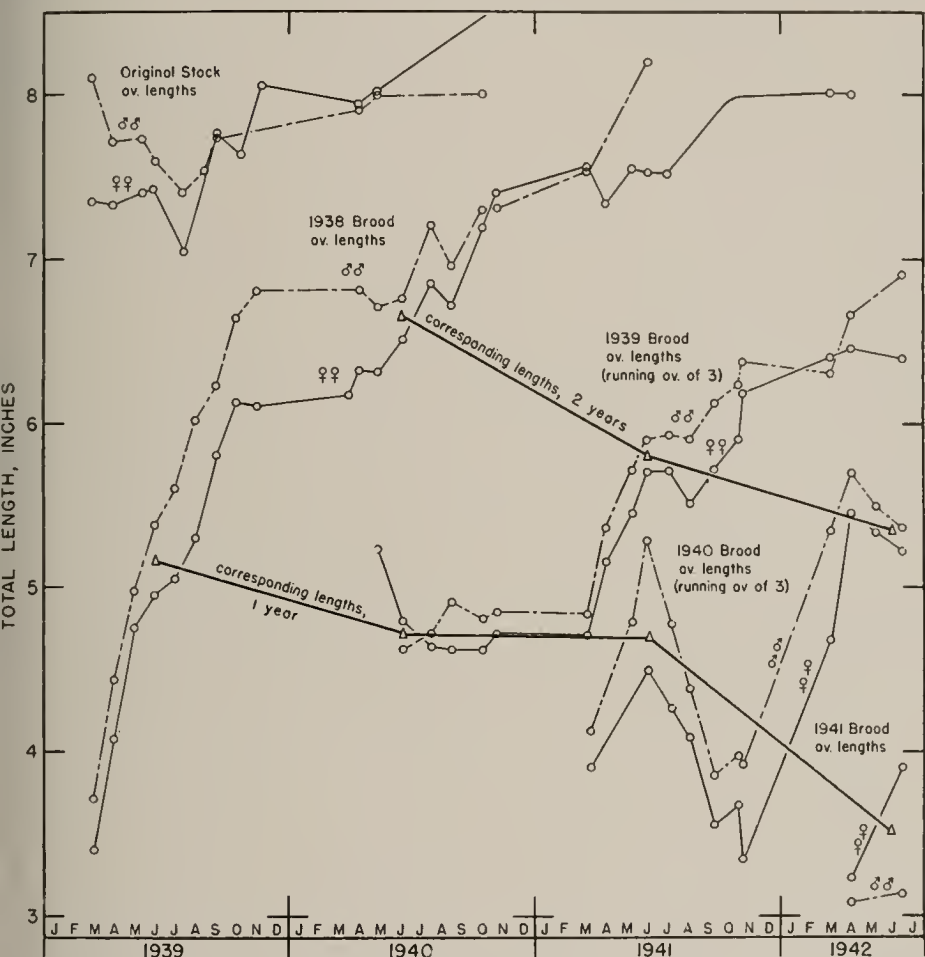 TOTAL LENGTH, INCHES
8
7
6
5
4
3
Original Stock
av. lengths
♂♂
♀♀
1938 Brood
av. lengths
♂♂
♀♀
corresponding lengths, 2 years
1939 Brood
av. lengths
(running av. of 3)
♂♂
♀♀
corresponding lengths,
1 year
1940 Brood
av. lengths
(running av of 3)
♂♂
♀♀
1941 Brood
av. lengths
♀♀
♂♂
J F M A M J J A S O N D J F M A M J J A S O N D J F M A M J J A S O N D J F M A M J J
1939 1940 1941 1942